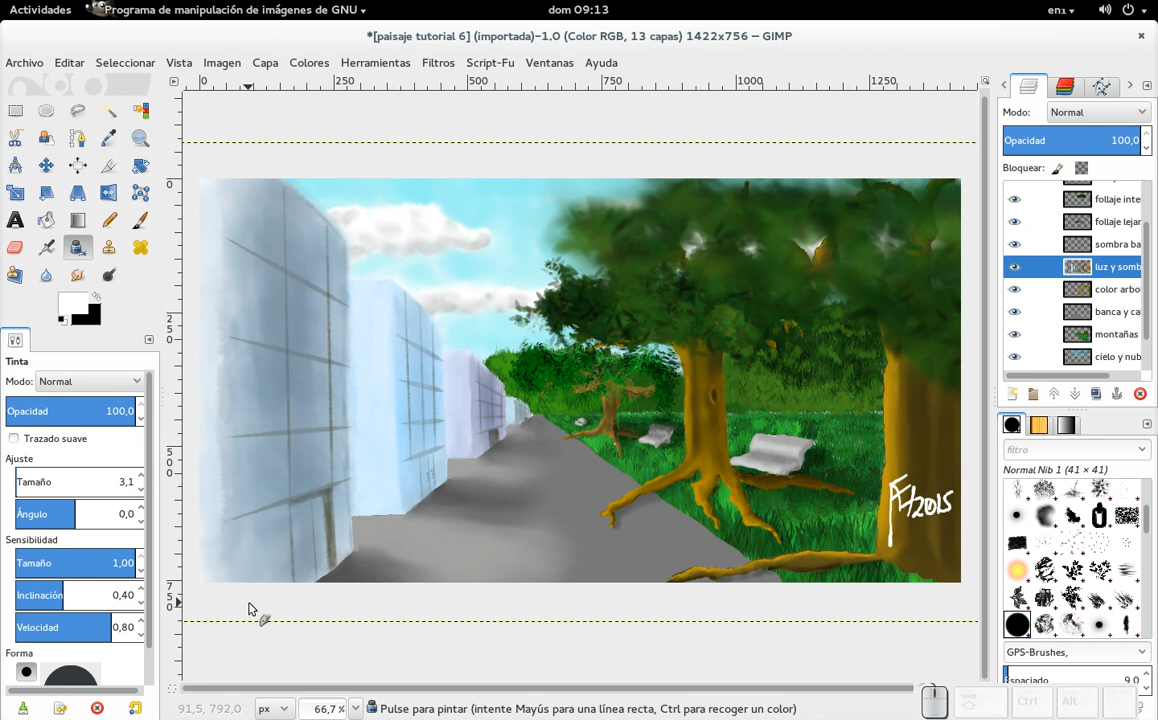 Actividades
Programa de manipulación de imágenes de GNU
dom 09:13
en₁
*[paisaje tutorial 6] (importada)-1.0 (Color RGB, 13 capas) 1422x756 – GIMP
Archivo Editar Seleccionar Vista Imagen Capa Colores Herramientas Filtros Script-Fu Ventanas Ayuda
0 250 500 750 1000 1250
0
250
500
750
Tinta
Modo: Normal
Opacidad 100,0
Trazado suave
Ajuste
Tamaño 3,1
Ángulo 0,0
Sensibilidad
Tamaño 1,00
Inclinación 0,40
Velocidad 0,80
Forma
2015
Modo: Normal
Opacidad 100,0
Bloquear:
follaje inte
follaje lejar
sombra ba
luz y somb
color arbo
banca y ca
montañas
cielo y nub
filtro
Normal Nib 1 (41 × 41)
GPS-Brushes,
Espaciado 9,0
91,5, 792,0
px
66,7 %
Pulse para pintar (intente Mayús para una línea recta, Ctrl para recoger un color)
Ctrl
Alt